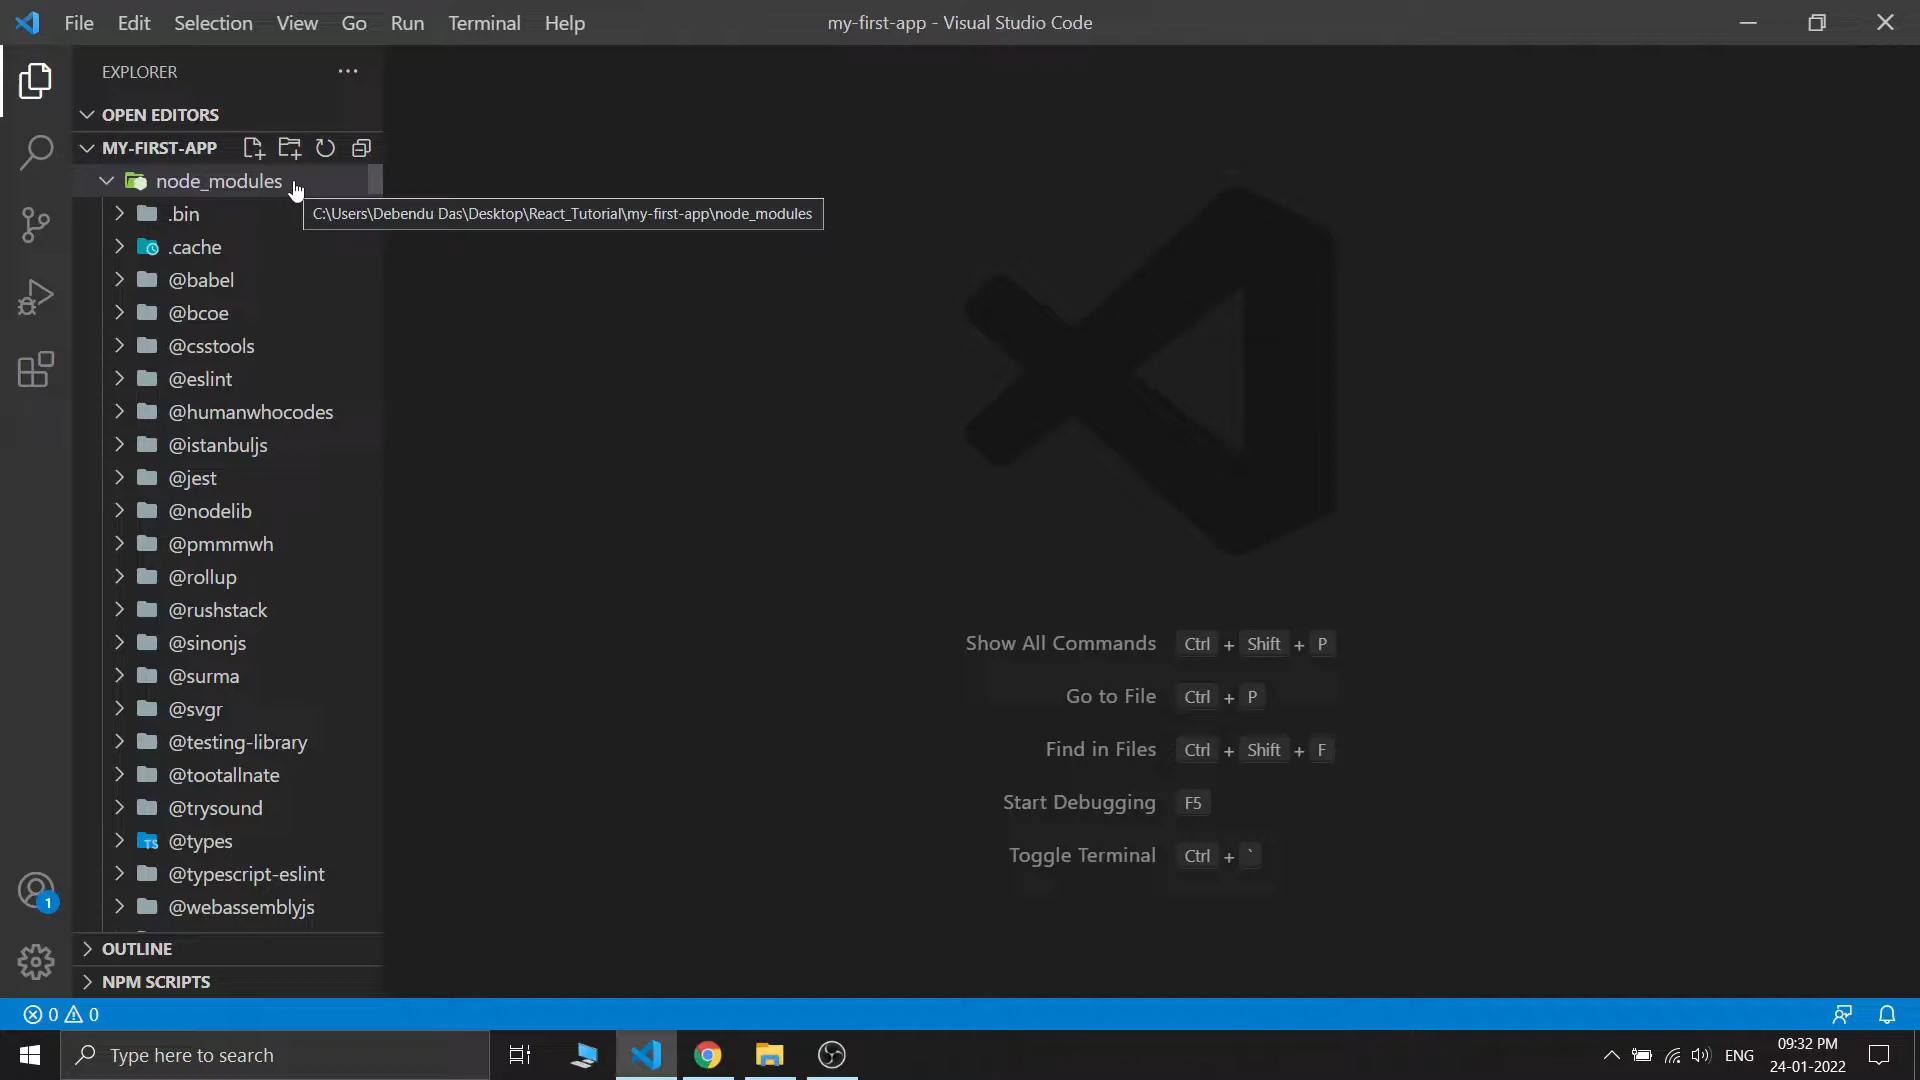 File Edit Selection View Go Run Terminal Help my-first-app - Visual Studio Code
EXPLORER
OPEN EDITORS
MY-FIRST-APP
node_modules
C:\Users\Debendu Das\Desktop\React_Tutorial\my-first-app\node_modules
.bin
.cache
@babel
@bcoe
@csstools
@eslint
@humanwhocodes
@istanbuljs
@jest
@nodelib
@pmmmwh
@rollup
@rushstack
@sinonjs
@surma
@svgr
@testing-library
@tootallnate
@trysound
TS @types
@typescript-eslint
@webassemblyjs
OUTLINE
NPM SCRIPTS
Show All Commands Ctrl + Shift + P
Go to File Ctrl + P
Find in Files Ctrl + Shift + F
Start Debugging F5
Toggle Terminal Ctrl + `
1
0 0
Type here to search
ENG
09:32 PM
24-01-2022